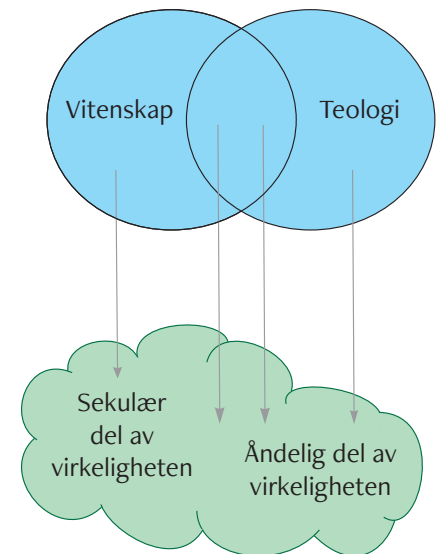 Vitenskap
Teologi
Sekulær
del av
virkeligheten
Åndelig del av
virkeligheten